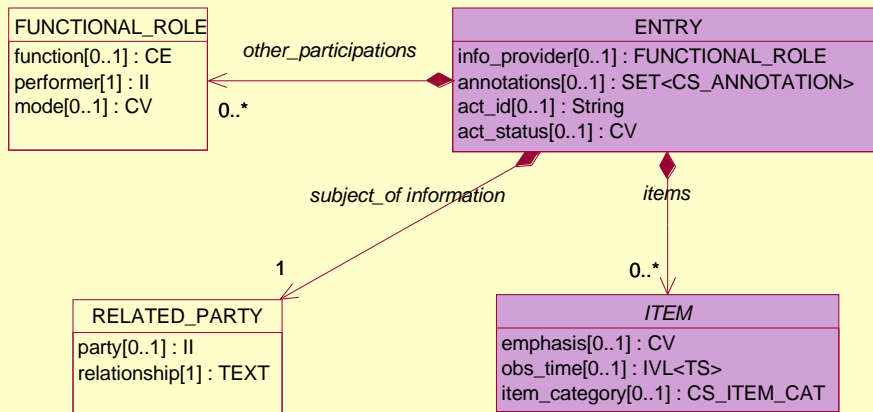 FUNCTIONAL_ROLE
function[0..1] : CE
performer[1] : II
mode[0..1] : CV
other_participations
0..*
ENTRY
info_provider[0..1] : FUNCTIONAL_ROLE
annotations[0..1] : SET<CS_ANNOTATION>
act_id[0..1] : String
act_status[0..1] : CV
subject_of information
1
items
0..*
RELATED_PARTY
party[0..1] : II
relationship[1] : TEXT
ITEM
emphasis[0..1] : CV
obs_time[0..1] : IVL<TS>
item_category[0..1] : CS_ITEM_CAT